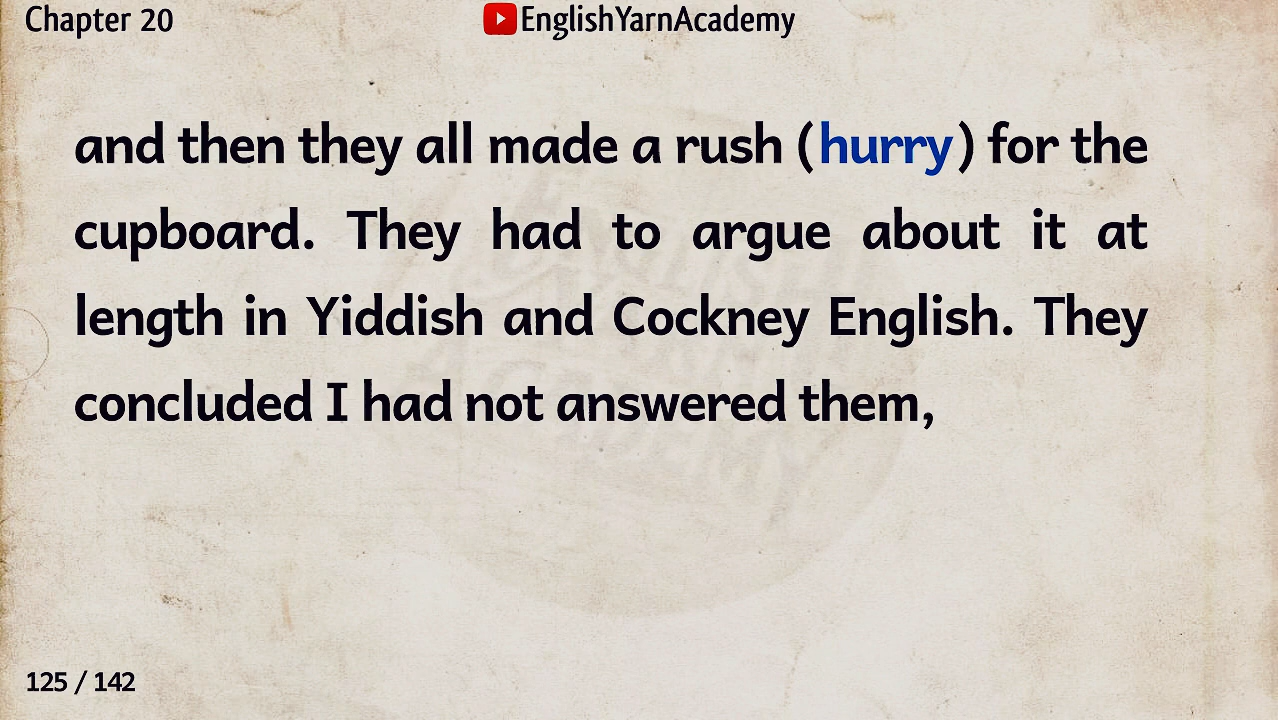 Chapter 20
EnglishYarnAcademy
and then they all made a rush (hurry) for the
cupboard. They had to argue about it at
length in Yiddish and Cockney English. They
concluded I had not answered them,
125 / 142